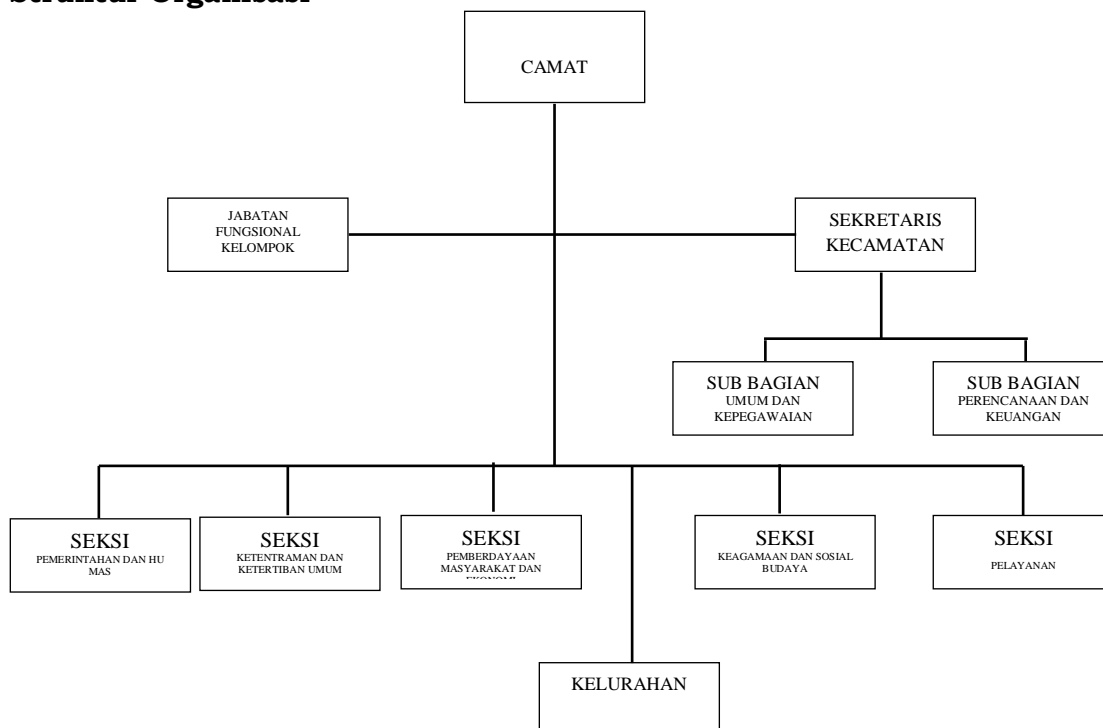 Struktur Organisasi
CAMAT
JABATAN
FUNGSIONAL
KELOMPOK
SEKRETARIS
KECAMATAN
SUB BAGIAN
UMUM DAN
KEPEGAWAIAN
SUB BAGIAN
PERENCANAAN DAN
KEUANGAN
SEKSI
PEMERINTAHAN DAN HU
MAS
SEKSI
KETENTRAMAN DAN
KETERTIBAN UMUM
SEKSI
PEMBERDAYAAN
MASYARAKAT DAN
EKONOMI
SEKSI
KEAGAMAAN DAN SOSIAL
BUDAYA
SEKSI
PELAYANAN
KELURAHAN